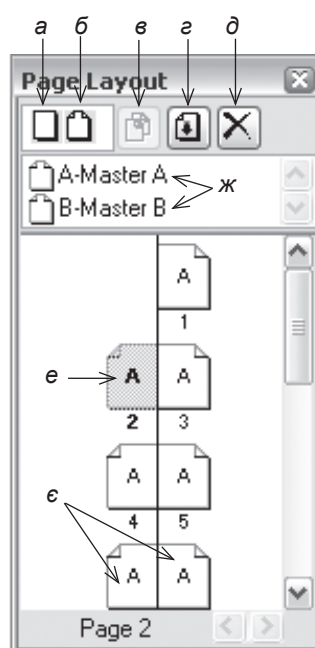 а б в г д
Page Layout
A-Master A
B-Master B
ж
A
1
е
A A
2 3
є
A A
4 5
A A
Page 2